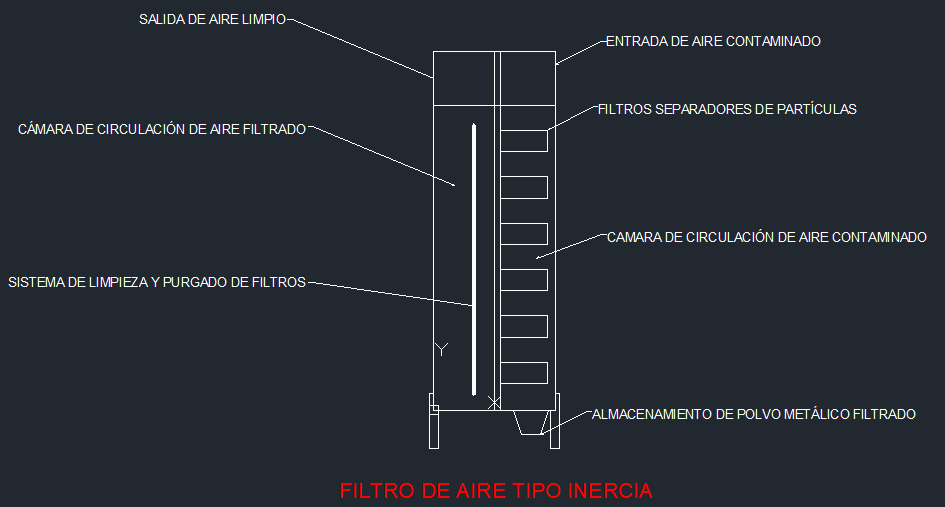 SALIDA DE AIRE LIMPIO
ENTRADA DE AIRE CONTAMINADO
FILTROS SEPARADORES DE PARTÍCULAS
CÁMARA DE CIRCULACIÓN DE AIRE FILTRADO
CAMARA DE CIRCULACIÓN DE AIRE CONTAMINADO
SISTEMA DE LIMPIEZA Y PURGADO DE FILTROS
Y
X
ALMACENAMIENTO DE POLVO METÁLICO FILTRADO
FILTRO DE AIRE TIPO INERCIA